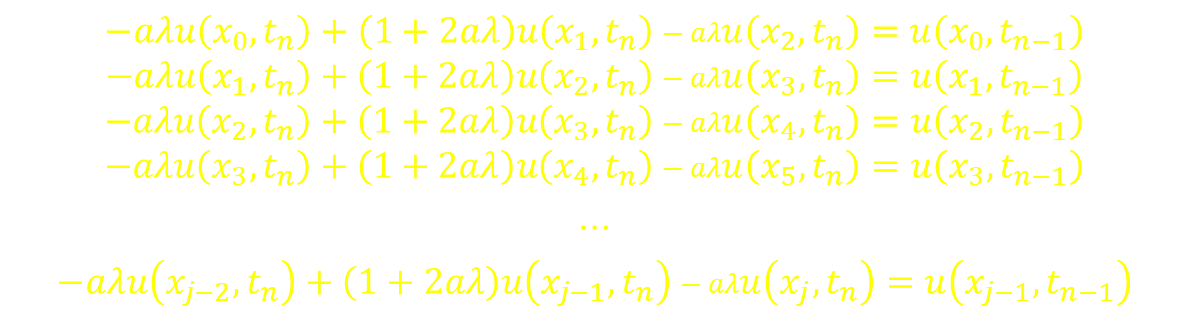 −aλu(x₀, tₙ) + (1 + 2aλ)u(x₁, tₙ) − aλu(x₂, tₙ) = u(x₀, tₙ₋₁)
−aλu(x₁, tₙ) + (1 + 2aλ)u(x₂, tₙ) − aλu(x₃, tₙ) = u(x₁, tₙ₋₁)
−aλu(x₂, tₙ) + (1 + 2aλ)u(x₃, tₙ) − aλu(x₄, tₙ) = u(x₂, tₙ₋₁)
−aλu(x₃, tₙ) + (1 + 2aλ)u(x₄, tₙ) − aλu(x₅, tₙ) = u(x₃, tₙ₋₁)
...
−aλu(xⱼ₋₂, tₙ) + (1 + 2aλ)u(xⱼ₋₁, tₙ) − aλu(xⱼ, tₙ) = u(xⱼ₋₁, tₙ₋₁)